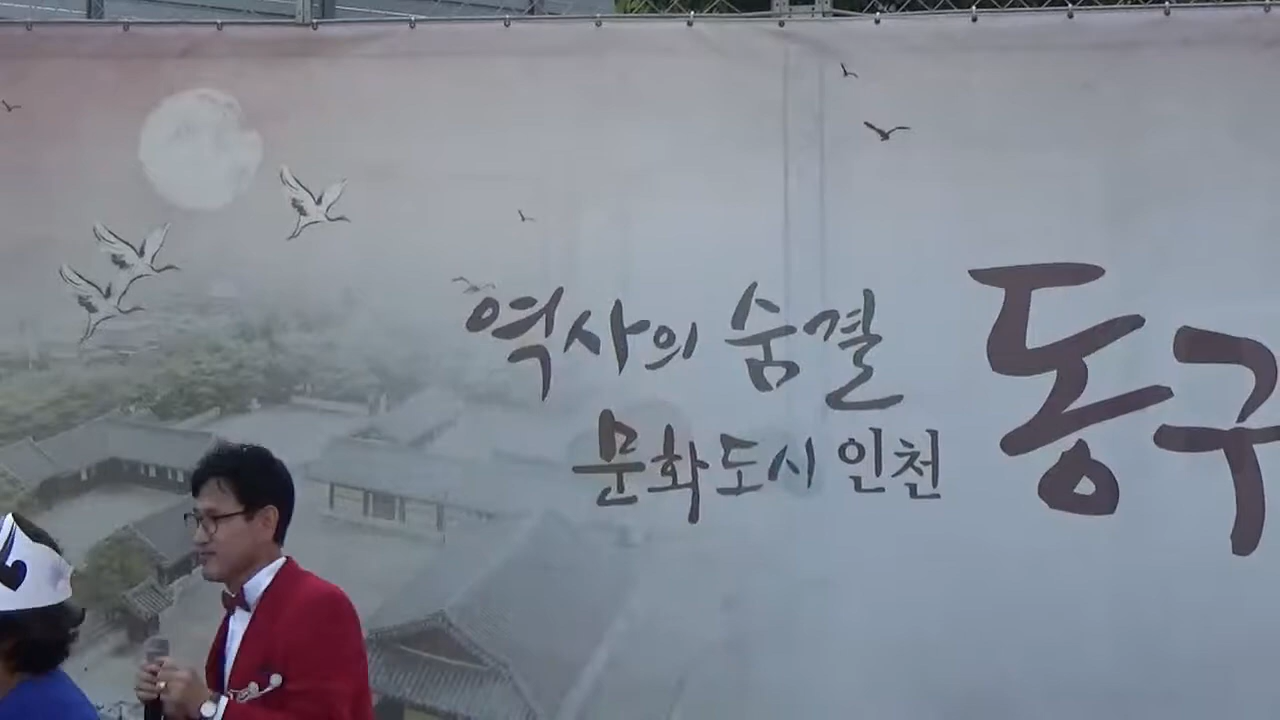 역사의 숨결
문화도시 인천
동구